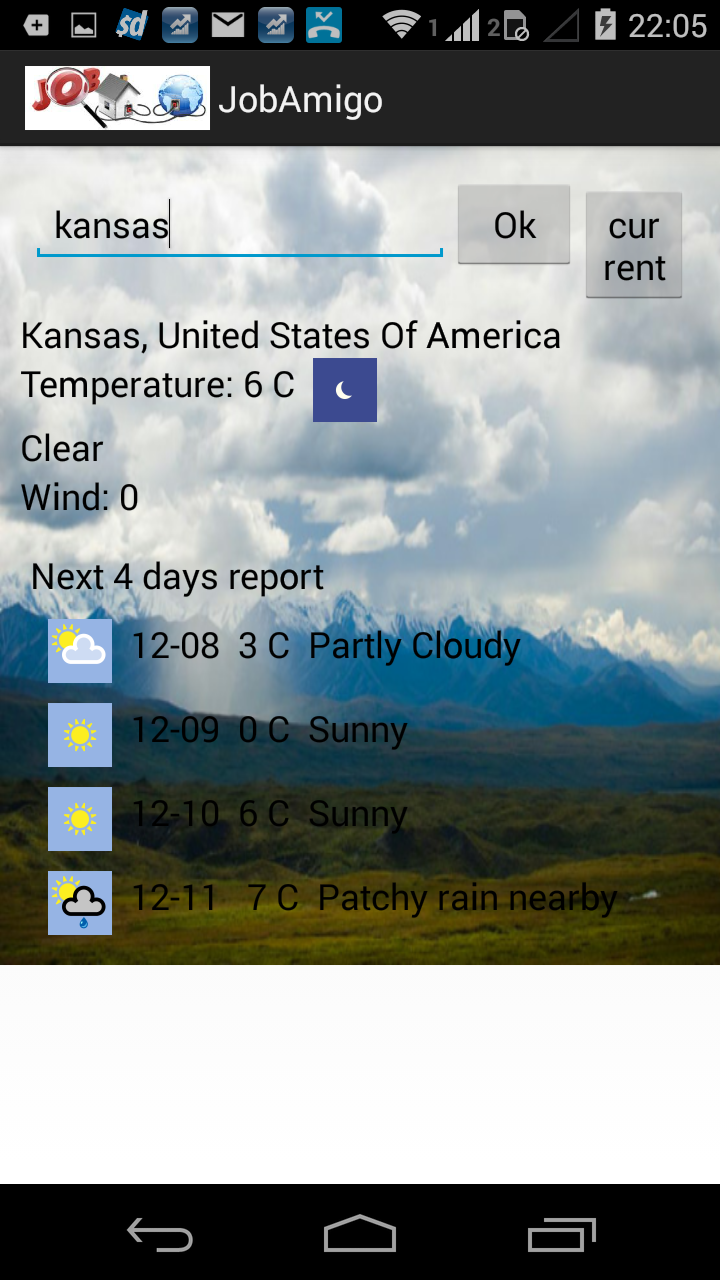 sd 1 2 22:05
JOB JobAmigo
kansas Ok cur
rent
Kansas, United States Of America
Temperature: 6 C
Clear
Wind: 0
Next 4 days report
12-08 3 C Partly Cloudy
12-09 0 C Sunny
12-10 6 C Sunny
12-11 7 C Patchy rain nearby